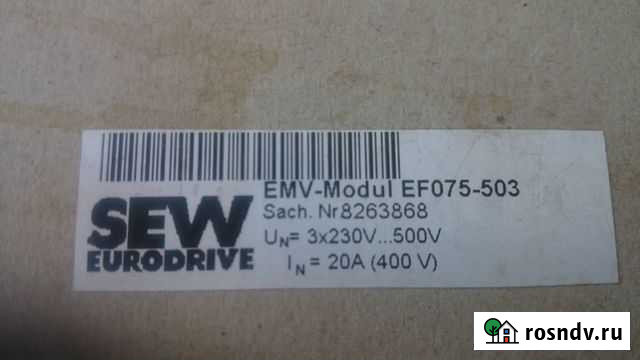 EMV-Modul EF075-503
Sach. Nr8263868
UN= 3x230V...500V
IN = 20A (400 V)
SEW
EURODRIVE
rosndv.ru